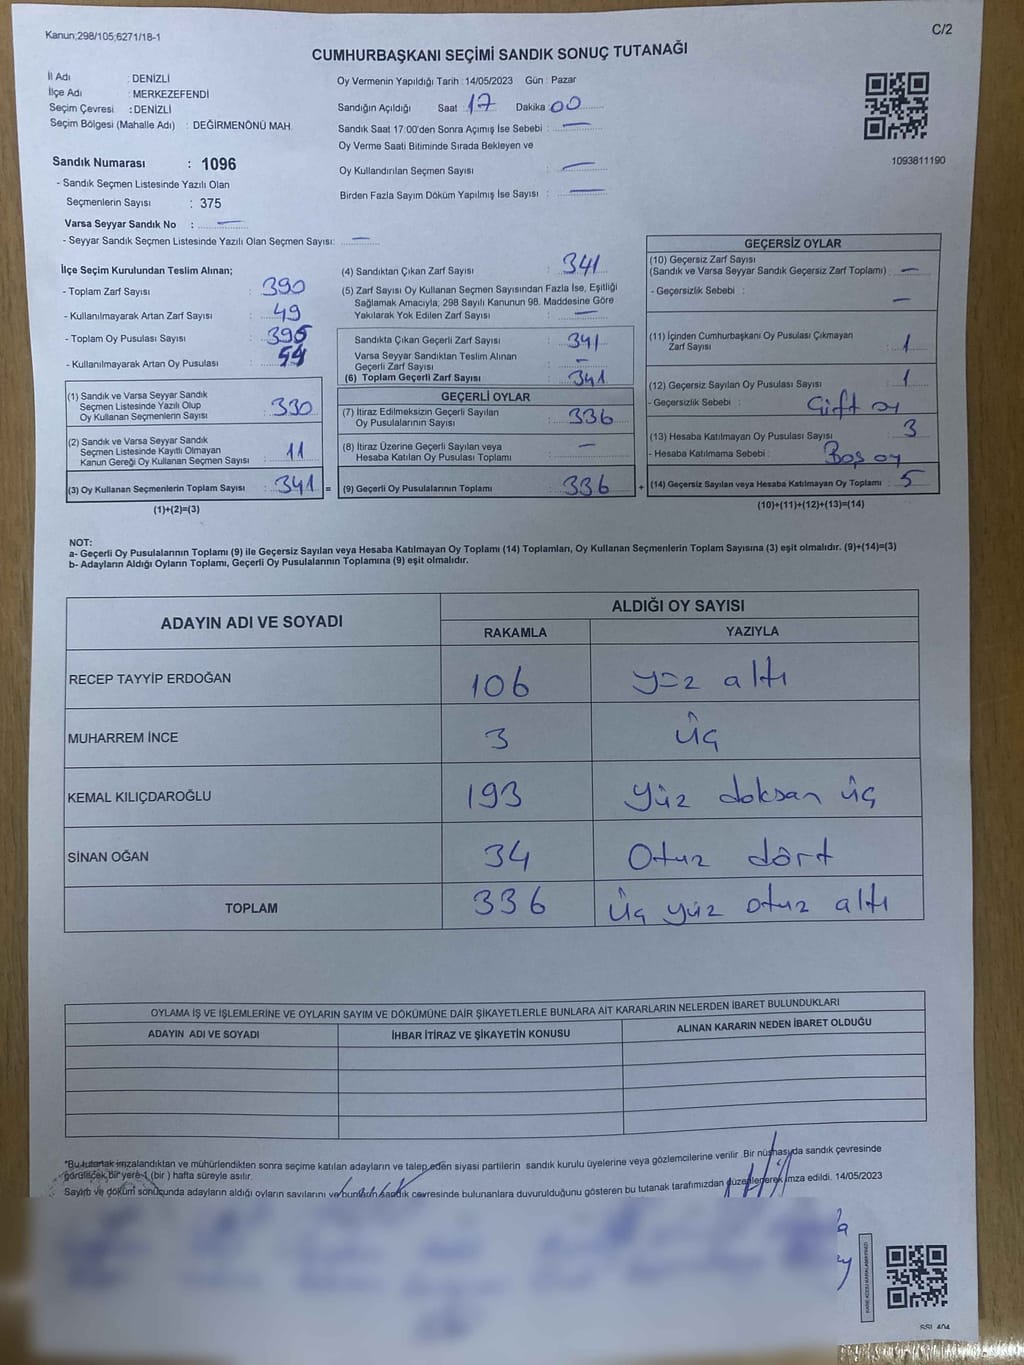 Kanun;298/105;6271/18-1
C/2
CUMHURBAŞKANI SEÇİMİ SANDIK SONUÇ TUTANAĞI
İl Adı : DENİZLİ
İlçe Adı : MERKEZEFENDİ
Seçim Çevresi : DENİZLİ
Seçim Bölgesi (Mahalle Adı) : DEĞİRMENÖNÜ MAH.
Oy Vermenin Yapıldığı Tarih : 14/05/2023 Gün : Pazar
Sandığın Açıldığı Saat 17 Dakika 00
Sandık Saat 17:00'den Sonra Açımış İse Sebebi : —
Oy Verme Saati Bitiminde Sırada Bekleyen ve
Oy Kullandırılan Seçmen Sayısı : —
Birden Fazla Sayım Döküm Yapılmış İse Sayısı : —
1093811190
Sandık Numarası : 1096
- Sandık Seçmen Listesinde Yazılı Olan
Seçmenlerin Sayısı : 375
Varsa Seyyar Sandık No : —
- Seyyar Sandık Seçmen Listesinde Yazılı Olan Seçmen Sayısı: —
İlçe Seçim Kurulundan Teslim Alınan;
- Toplam Zarf Sayısı : 390
- Kullanılmayarak Artan Zarf Sayısı : 49
- Toplam Oy Pusulası Sayısı : 395
- Kullanılmayarak Artan Oy Pusulası : 54
(1) Sandık ve Varsa Seyyar Sandık
Seçmen Listesinde Yazılı Olup
Oy Kullanan Seçmenlerin Sayısı : 330
(2) Sandık ve Varsa Seyyar Sandık
Seçmen Listesinde Kayıtlı Olmayan
Kanun Gereği Oy Kullanan Seçmen Sayısı : 11
(3) Oy Kullanan Seçmenlerin Toplam Sayısı : 341 =
(1)+(2)=(3)
(4) Sandıktan Çıkan Zarf Sayısı : 341
(5) Zarf Sayısı Oy Kullanan Seçmen Sayısından Fazla İse, Eşitliği
Sağlamak Amacıyla; 298 Sayılı Kanunun 98. Maddesine Göre
Yakılarak Yok Edilen Zarf Sayısı : —
Sandıkta Çıkan Geçerli Zarf Sayısı : 341
Varsa Seyyar Sandıktan Teslim Alınan
Geçerli Zarf Sayısı : —
(6) Toplam Geçerli Zarf Sayısı : 341
GEÇERLİ OYLAR
(7) İtiraz Edilmeksizin Geçerli Sayılan
Oy Pusulalarının Sayısı : 336
(8) İtiraz Üzerine Geçerli Sayılan veya
Hesaba Katılan Oy Pusulası Toplamı : —
(9) Geçerli Oy Pusulalarının Toplamı : 336 +
GEÇERSİZ OYLAR
(10) Geçersiz Zarf Sayısı
(Sandık ve Varsa Seyyar Sandık Geçersiz Zarf Toplamı) : —
- Geçersizlik Sebebi : —
(11) İçinden Cumhurbaşkanı Oy Pusulası Çıkmayan
Zarf Sayısı : 1
(12) Geçersiz Sayılan Oy Pusulası Sayısı : 1
- Geçersizlik Sebebi : Çift oy
(13) Hesaba Katılmayan Oy Pusulası Sayısı : 3
- Hesaba Katılmama Sebebi : Boş oy
(14) Geçersiz Sayılan veya Hesaba Katılmayan Oy Toplamı : 5
(10)+(11)+(12)+(13)=(14)
NOT:
a- Geçerli Oy Pusulalarının Toplamı (9) ile Geçersiz Sayılan veya Hesaba Katılmayan Oy Toplamı (14) Toplamları, Oy Kullanan Seçmenlerin Toplam Sayısına (3) eşit olmalıdır. (9)+(14)=(3)
b- Adayların Aldığı Oyların Toplamı, Geçerli Oy Pusulalarının Toplamına (9) eşit olmalıdır.
ADAYIN ADI VE SOYADI
ALDIĞI OY SAYISI
RAKAMLA YAZIYLA
RECEP TAYYİP ERDOĞAN 106 yüz altı
MUHARREM İNCE 3 üç
KEMAL KILIÇDAROĞLU 193 Yüz doksan üç
SİNAN OĞAN 34 Otuz dört
TOPLAM 336 üç yüz otuz altı
OYLAMA İŞ VE İŞLEMLERİNE VE OYLARIN SAYIM VE DÖKÜMÜNE DAİR ŞİKAYETLERLE BUNLARA AİT KARARLARIN NELERDEN İBARET BULUNDUKLARI
ADAYIN ADI VE SOYADI İHBAR İTİRAZ VE ŞİKAYETİN KONUSU ALINAN KARARIN NEDEN İBARET OLDUĞU
*Bu tutanak imzalandıktan ve mühürlendikten sonra seçime katılan adayların ve talep eden siyasi partilerin sandık kurulu üyelerine veya gözlemcilerine verilir. Bir nüshası da sandık çevresinde
görülecek bir yere 1 (bir) hafta süreyle asılır.
Sayım ve döküm sonucunda adayların aldığı oyların sayılarını ve bunların sandık çevresinde bulunanlara duyurulduğunu gösteren bu tutanak tarafımızdan düzenlenerek imza edildi. 14/05/2023